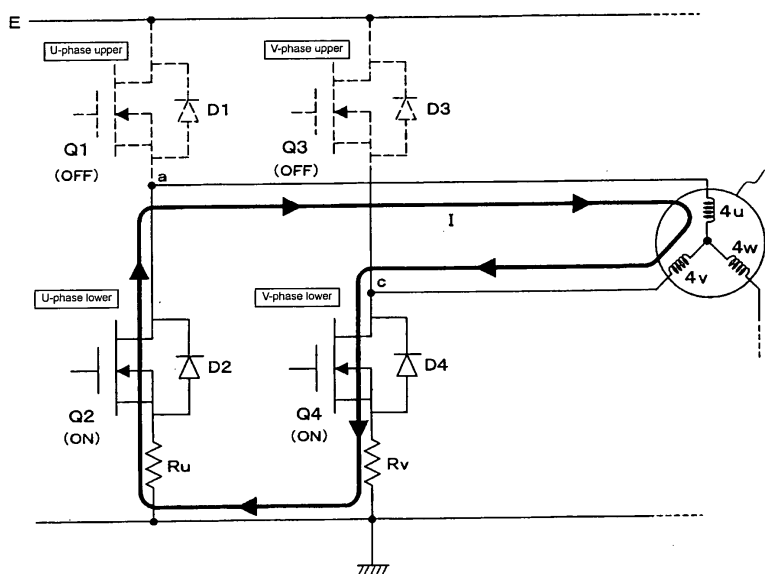 E
U-phase upper
V-phase upper
D1
D3
Q1
(OFF)
Q3
(OFF)
a
I
4u
4w
4v
c
U-phase lower
V-phase lower
D2
D4
Q2
(ON)
Q4
(ON)
Ru
Rv